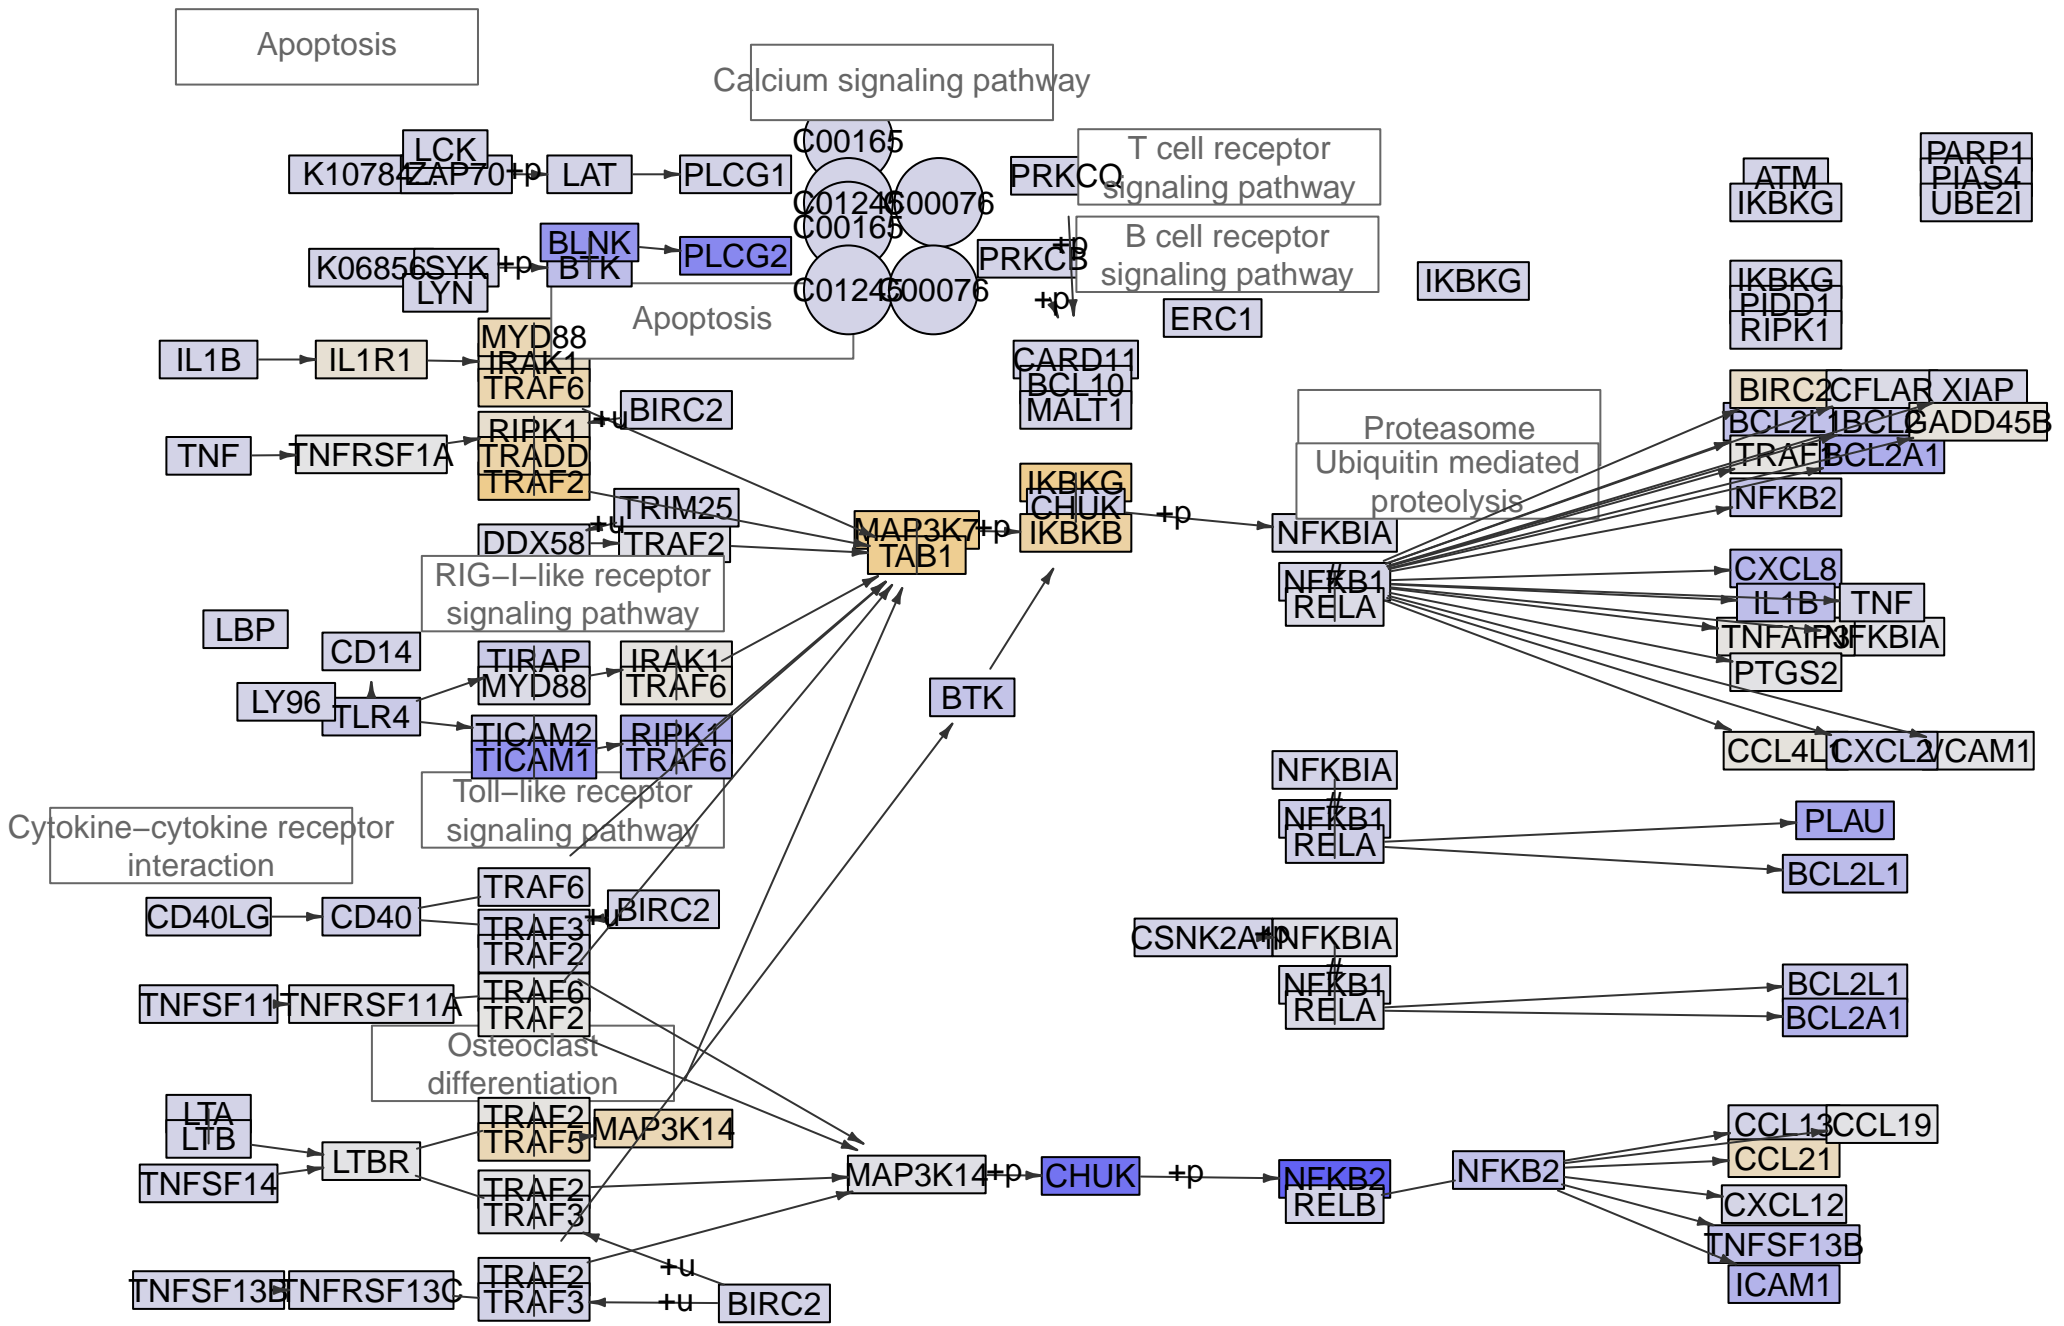 Apoptosis
Calcium signaling pathway
T cell receptor
signaling pathway
B cell receptor
signaling pathway
LCK
K10784
ZAP70
+p
LAT
PLCG1
C00165
C01246
C00076
C00165
C01245
C00076
PRKCQ
PRKCB
+p
+p
K06856
SYK
LYN
+p
BLNK
BTK
PLCG2
Apoptosis
ERC1
IKBKG
ATM
IKBKG
PARP1
PIAS4
UBE2I
IKBKG
PIDD1
RIPK1
IL1B
IL1R1
MYD88
IRAK1
TRAF6
CARD11
BCL10
MALT1
TNF
TNFRSF1A
RIPK1
TRADD
TRAF2
+u
BIRC2
Proteasome
Ubiquitin mediated
proteolysis
BIRC2
CFLAR
XIAP
BCL2L1
BCL2
GADD45B
TRAF1
BCL2A1
NFKB2
DDX58
+u
TRIM25
TRAF2
MAP3K7
TAB1
+p
IKBKG
CHUK
IKBKB
+p
NFKBIA
NFKB1
RELA
CXCL8
IL1B
TNF
TNFAIP3
NFKBIA
PTGS2
CCL4L1
CXCL2
VCAM1
RIG−I−like receptor
signaling pathway
LBP
CD14
LY96
TLR4
TIRAP
MYD88
IRAK1
TRAF6
TICAM2
TICAM1
RIPK1
TRAF6
BTK
Toll−like receptor
signaling pathway
Cytokine−cytokine receptor
interaction
NFKBIA
NFKB1
RELA
PLAU
BCL2L1
CD40LG
CD40
TRAF6
TRAF3
TRAF2
+u
BIRC2
CSNK2A1
+p
NFKBIA
NFKB1
RELA
BCL2L1
BCL2A1
TNFSF11
TNFRSF11A
TRAF6
TRAF2
Osteoclast
differentiation
LTA
LTB
TNFSF14
LTBR
TRAF2
TRAF5
MAP3K14
TRAF2
TRAF3
MAP3K14
+p
CHUK
+p
NFKB2
RELB
NFKB2
CCL13
CCL19
CCL21
CXCL12
TNFSF13B
ICAM1
TNFSF13B
TNFRSF13C
TRAF2
TRAF3
+u
+u
BIRC2